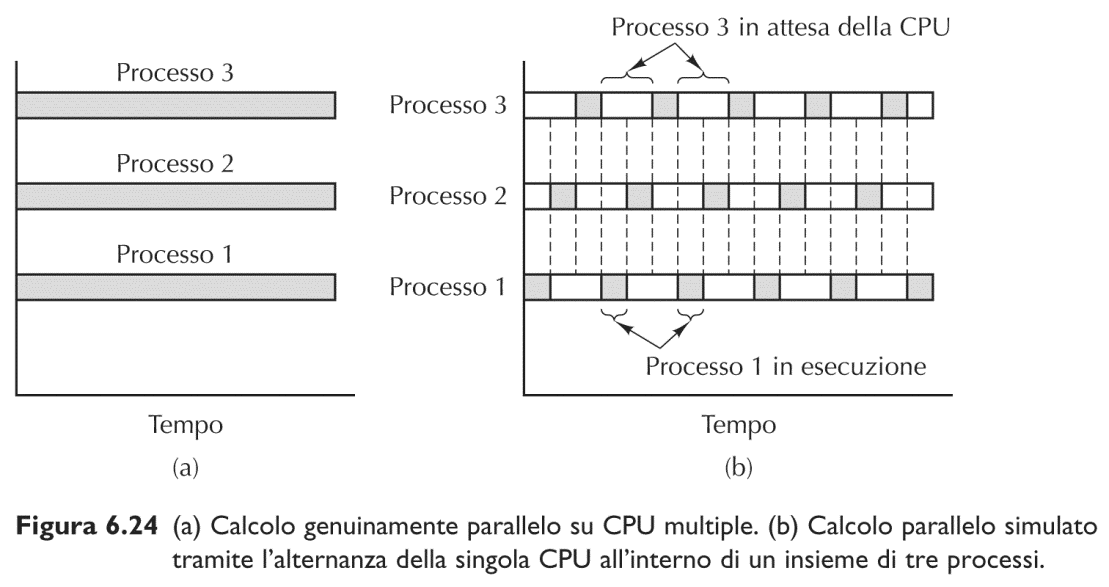 Processo 3 in attesa della CPU
Processo 3
Processo 2
Processo 1
Tempo
(a)
Processo 3
Processo 2
Processo 1
Processo 1 in esecuzione
Tempo
(b)
Figura 6.24 (a) Calcolo genuinamente parallelo su CPU multiple. (b) Calcolo parallelo simulato
tramite l’alternanza della singola CPU all’interno di un insieme di tre processi.